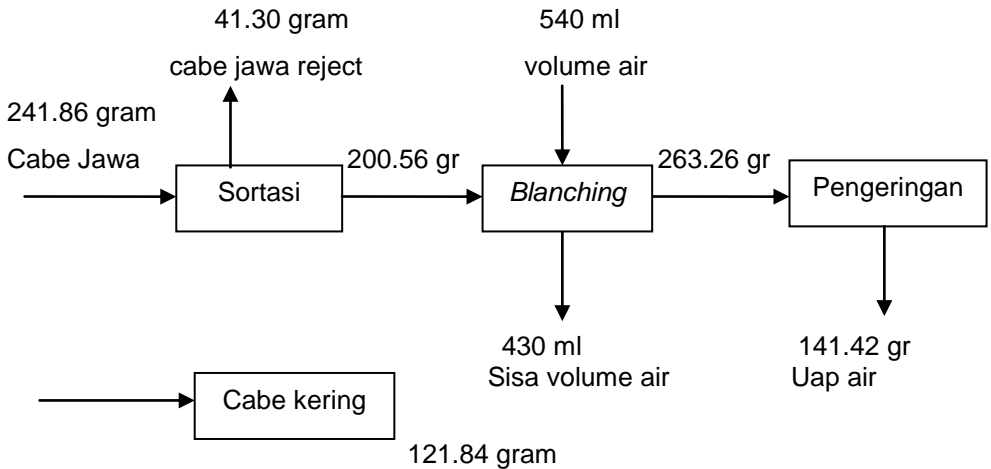 41.30 gram
cabe jawa reject
540 ml
volume air
241.86 gram
Cabe Jawa
Sortasi
200.56 gr
Blanching
263.26 gr
Pengeringan
430 ml
Sisa volume air
141.42 gr
Uap air
Cabe kering
121.84 gram